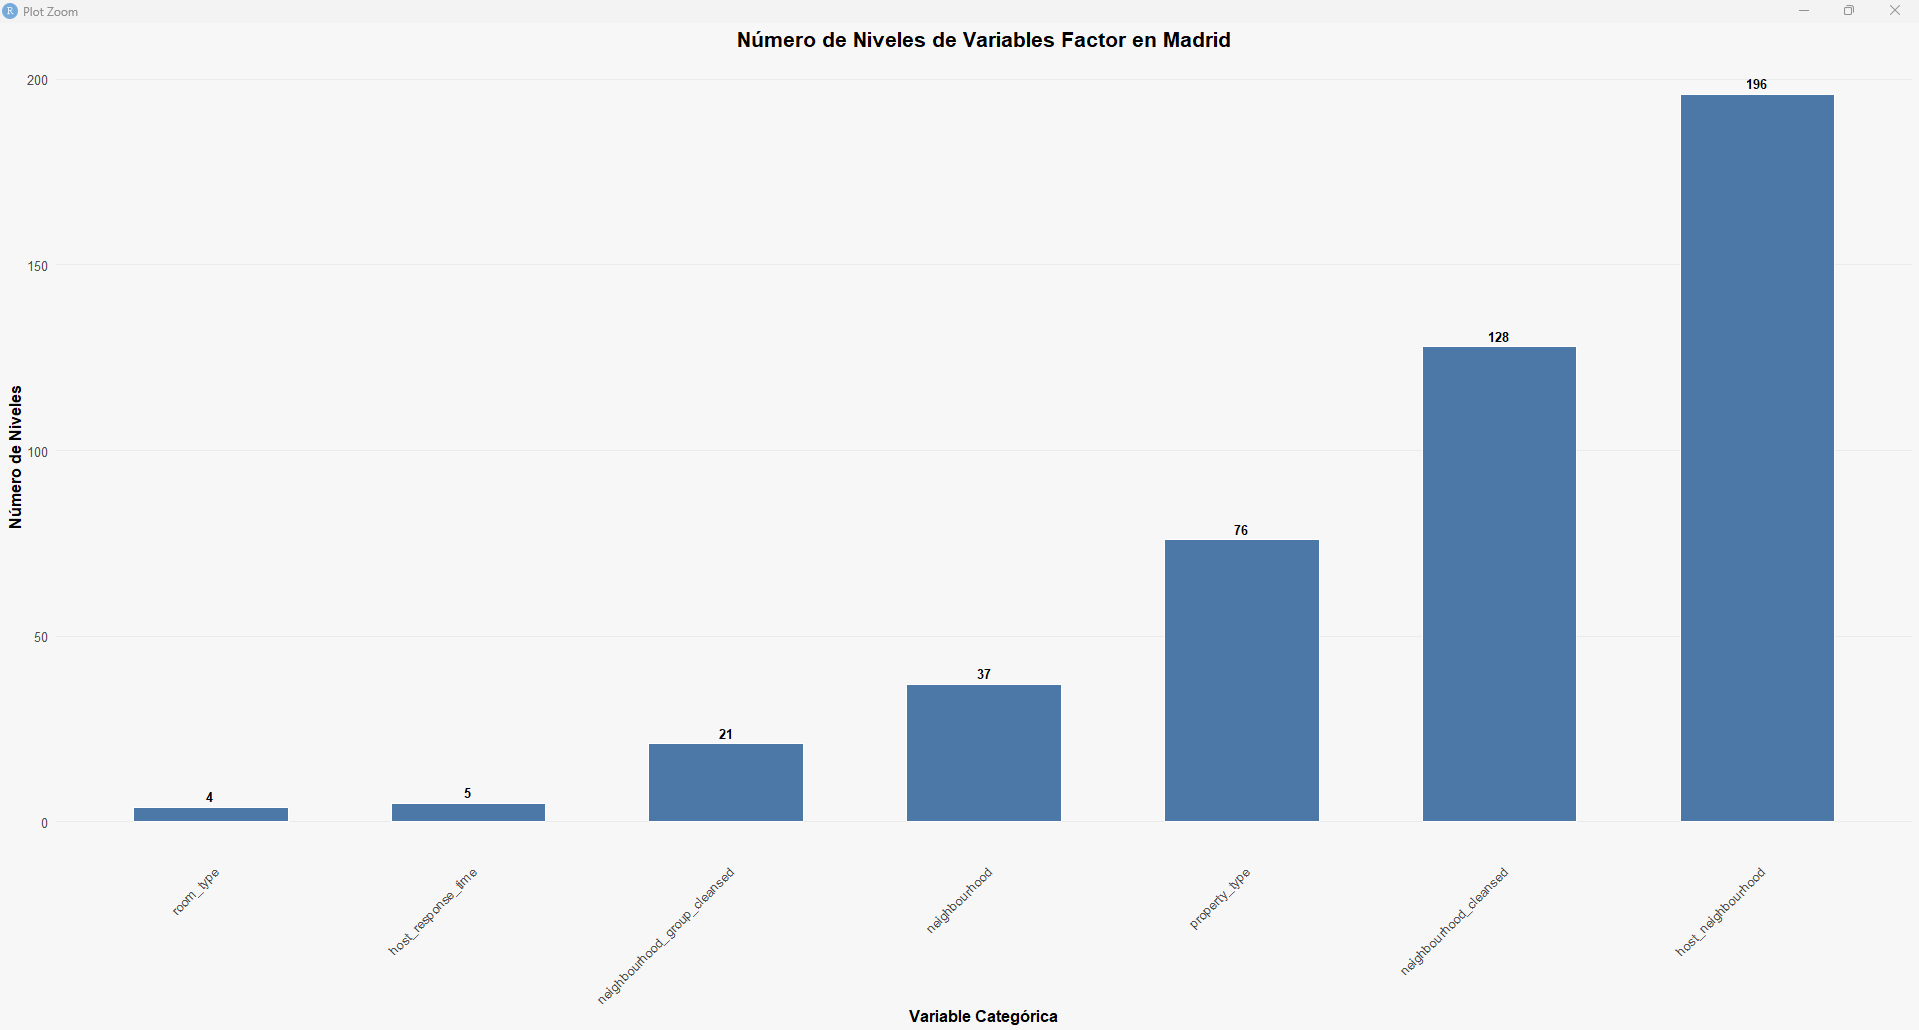 R Plot Zoom
Número de Niveles de Variables Factor en Madrid
200
150
100
50
0
Número de Niveles
4
5
21
37
76
128
196
room_type
host_response_time
neighbourhood_group_cleansed
neighbourhood
property_type
neighbourhood_cleansed
host_neighbourhood
Variable Categórica